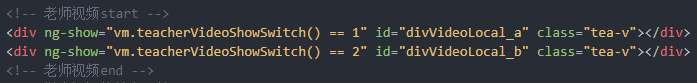 <!-- 老师视频start -->
<div ng-show="vm.teacherVideoShowSwitch() == 1" id="divVideoLocal_a" class="tea-v"></div>
<div ng-show="vm.teacherVideoShowSwitch() == 2" id="divVideoLocal_b" class="tea-v"></div>
<!-- 老师视频end -->